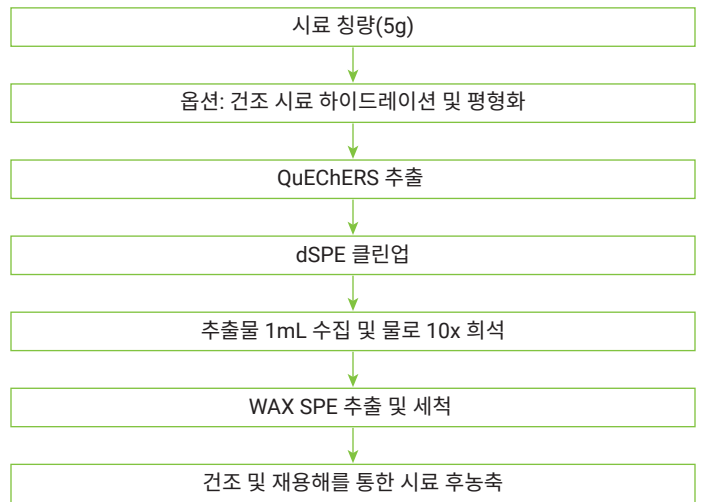 시료 칭량(5g)
옵션: 건조 시료 하이드레이션 및 평형화
QuEChERS 추출
dSPE 클린업
추출물 1mL 수집 및 물로 10x 희석
WAX SPE 추출 및 세척
건조 및 재용해를 통한 시료 후농축